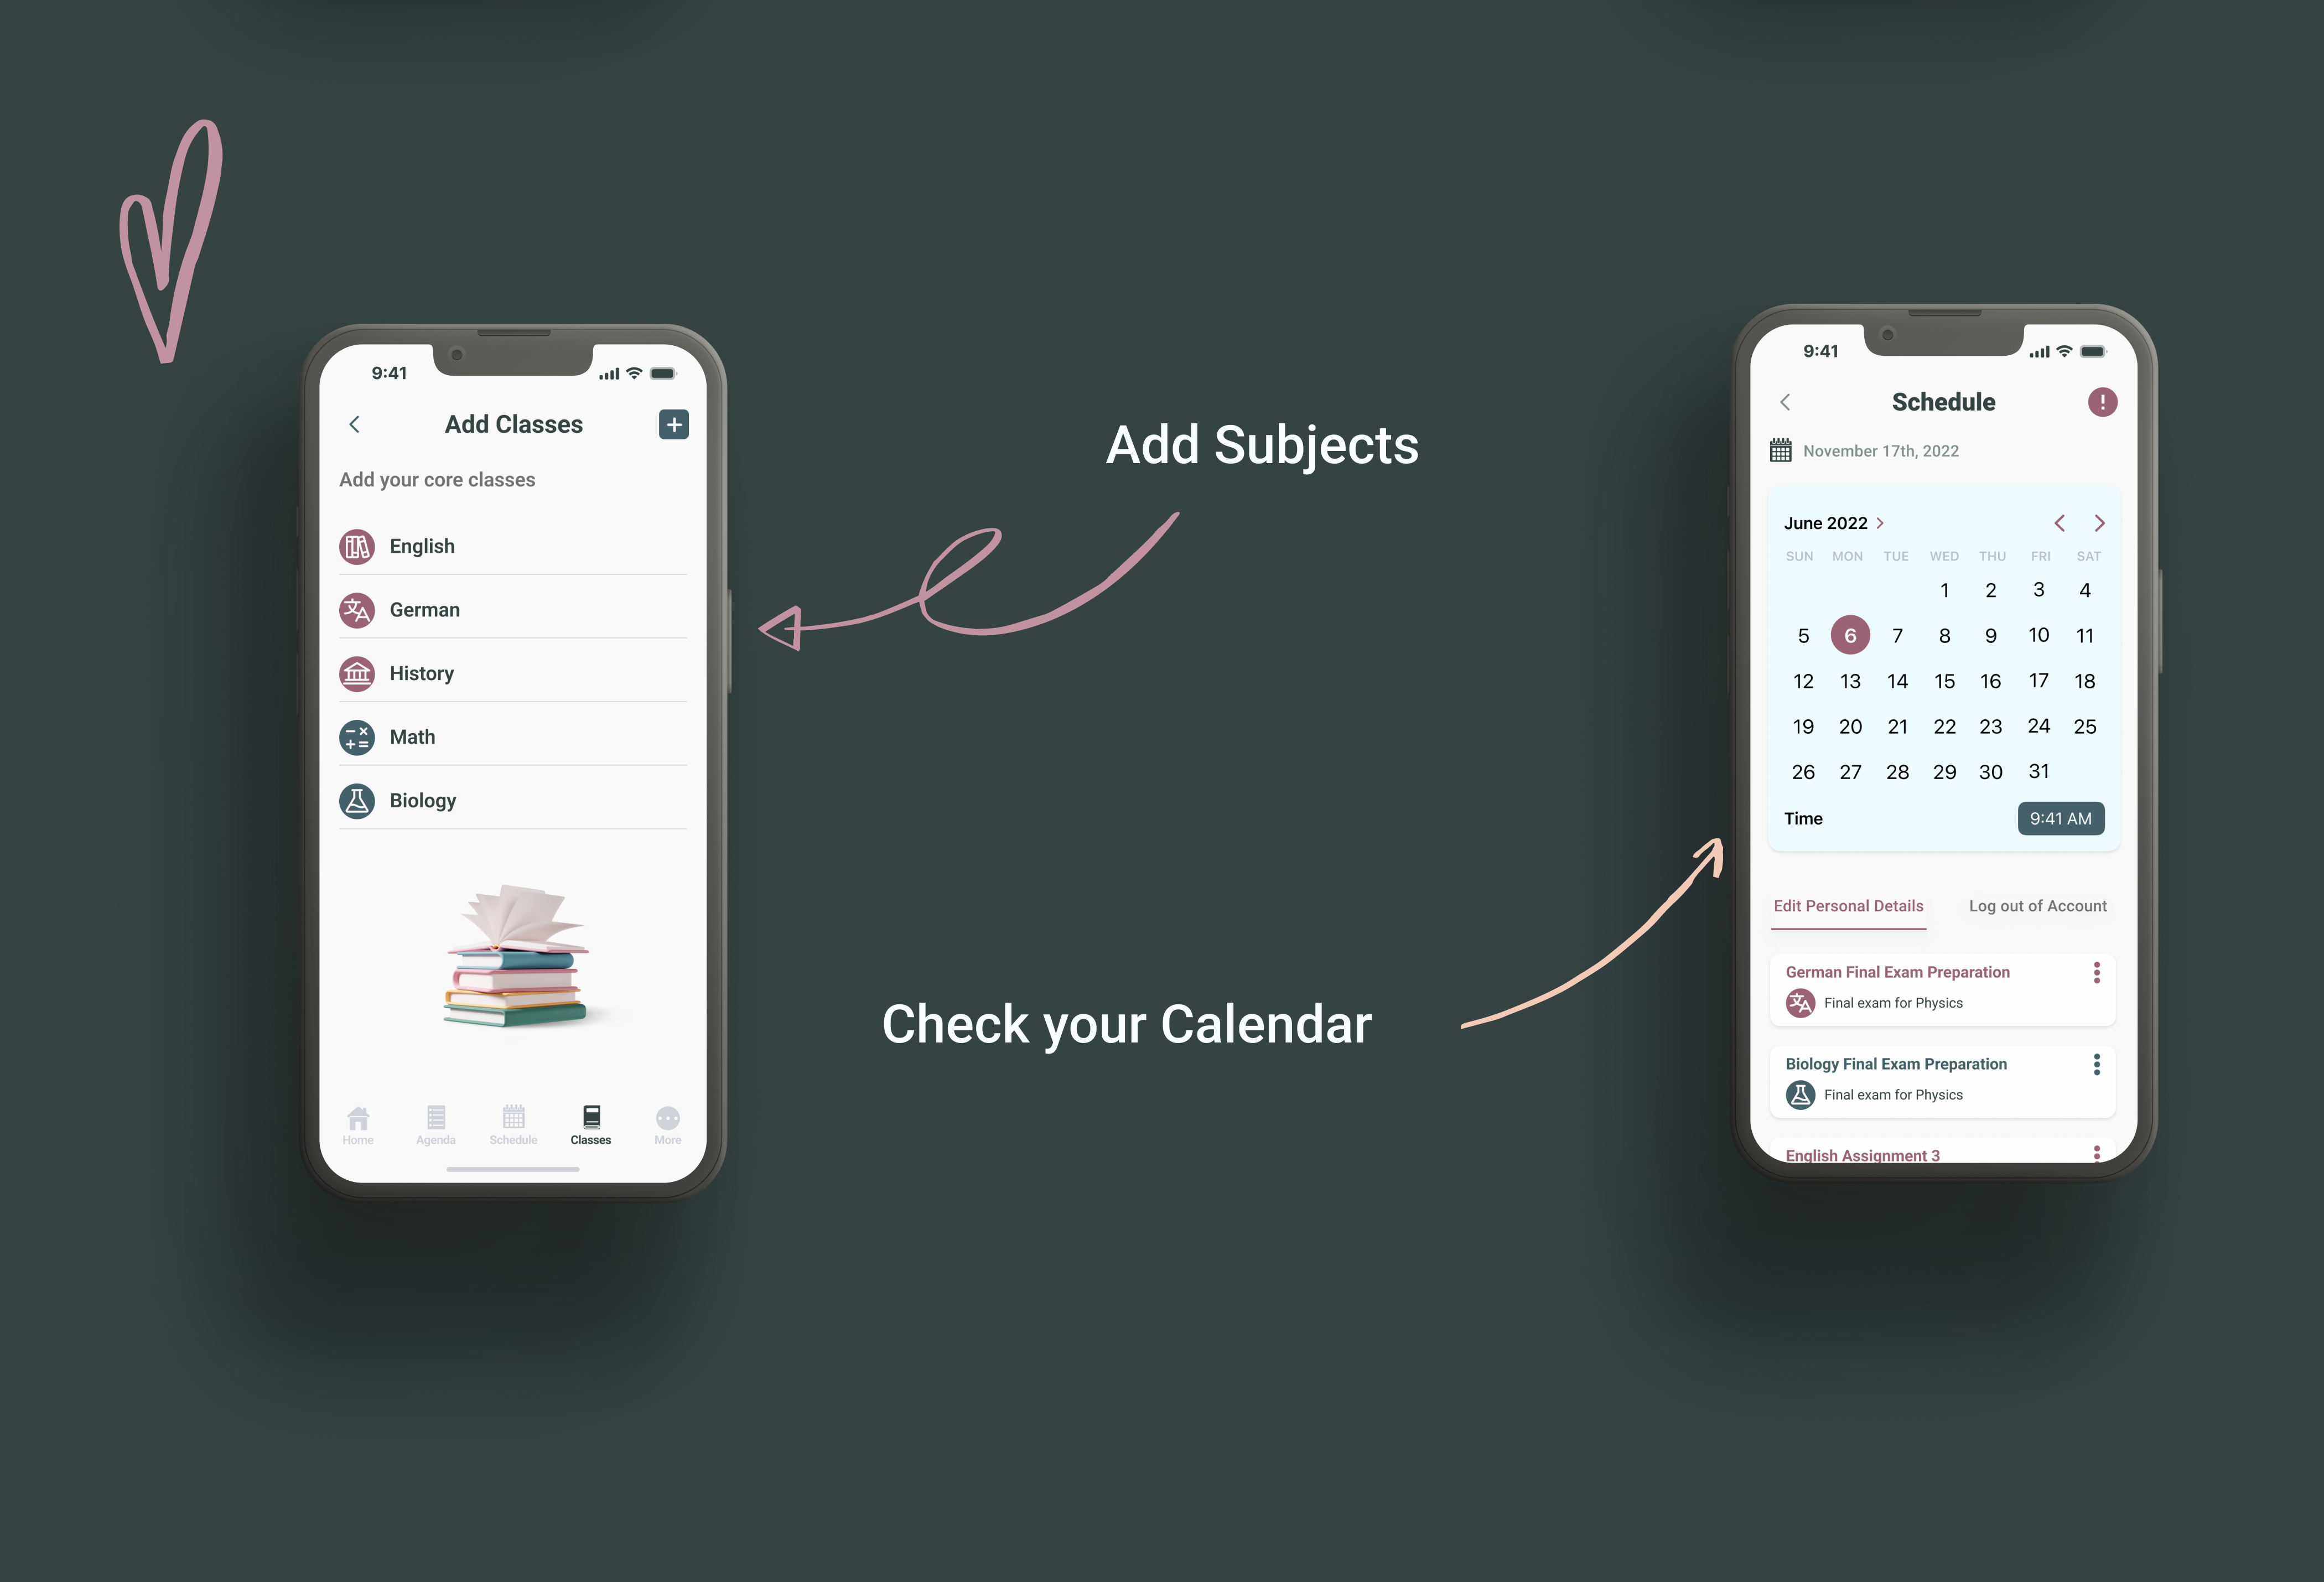 9:41
Add Classes
Add your core classes
English
German
History
Math
Biology
Home Agenda Schedule Classes More
Add Subjects
Check your Calendar
9:41
Schedule
November 17th, 2022
June 2022
SUN MON TUE WED THU FRI SAT
1 2 3 4
5 6 7 8 9 10 11
12 13 14 15 16 17 18
19 20 21 22 23 24 25
26 27 28 29 30 31
Time 9:41 AM
Edit Personal Details Log out of Account
German Final Exam Preparation
Final exam for Physics
Biology Final Exam Preparation
Final exam for Physics
English Assignment 3